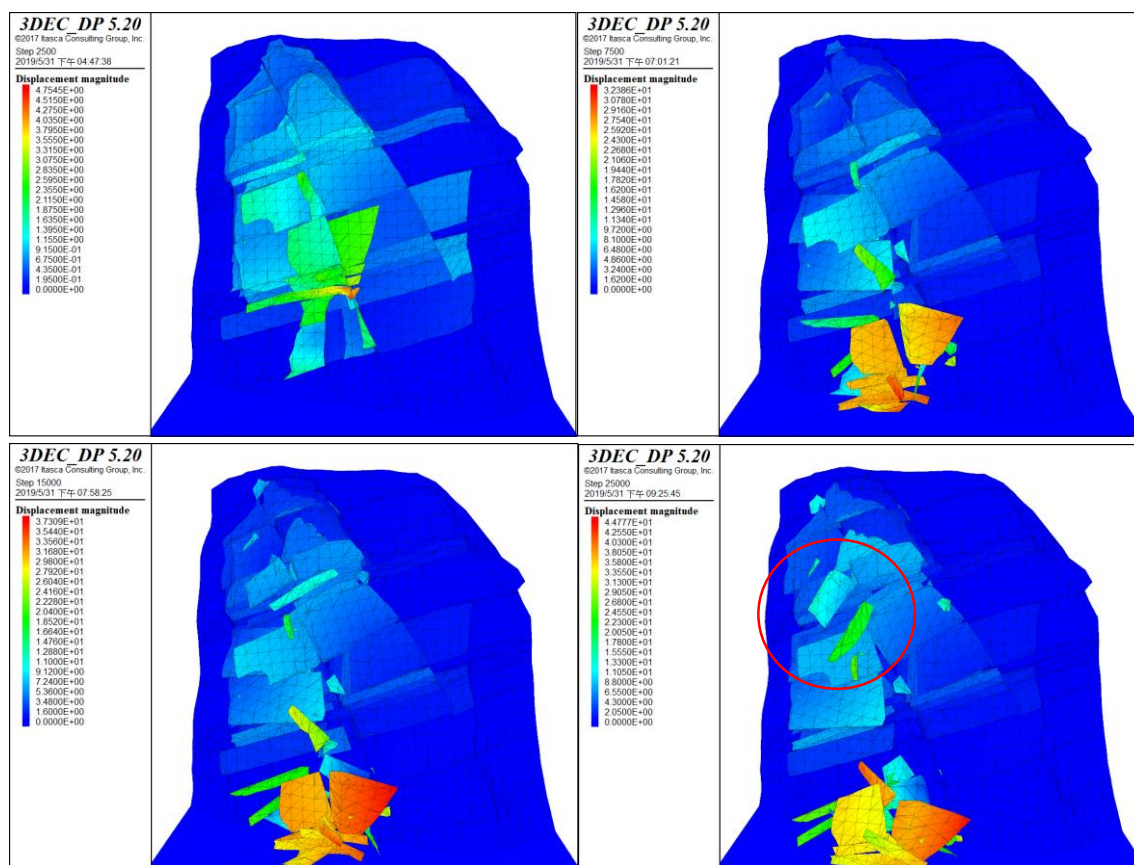 3DEC_DP 5.20
©2017 Itasca Consulting Group, Inc.
Step 2500
2019/5/31 下午 04:47:38
Displacement magnitude
4.7545E+00
4.5150E+00
4.2750E+00
4.0350E+00
3.7950E+00
3.5550E+00
3.3150E+00
3.0750E+00
2.8350E+00
2.5950E+00
2.3550E+00
2.1150E+00
1.8750E+00
1.6350E+00
1.3950E+00
1.1550E+00
9.1500E-01
6.7500E-01
4.3500E-01
1.9500E-01
0.0000E+00
3DEC_DP 5.20
©2017 Itasca Consulting Group, Inc.
Step 7500
2019/5/31 下午 07:01:21
Displacement magnitude
3.2386E+01
3.0780E+01
2.9160E+01
2.7540E+01
2.5920E+01
2.4300E+01
2.2680E+01
2.1060E+01
1.9440E+01
1.7820E+01
1.6200E+01
1.4580E+01
1.2960E+01
1.1340E+01
9.7200E+00
8.1000E+00
6.4800E+00
4.8600E+00
3.2400E+00
1.6200E+00
0.0000E+00
3DEC_DP 5.20
©2017 Itasca Consulting Group, Inc.
Step 15000
2019/5/31 下午 07:58:25
Displacement magnitude
3.7309E+01
3.5440E+01
3.3560E+01
3.1680E+01
2.9800E+01
2.7920E+01
2.6040E+01
2.4160E+01
2.2280E+01
2.0400E+01
1.8520E+01
1.6640E+01
1.4760E+01
1.2880E+01
1.1000E+01
9.1200E+00
7.2400E+00
5.3600E+00
3.4800E+00
1.6000E+00
0.0000E+00
3DEC_DP 5.20
©2017 Itasca Consulting Group, Inc.
Step 25000
2019/5/31 下午 09:25:45
Displacement magnitude
4.4777E+01
4.2550E+01
4.0300E+01
3.8050E+01
3.5800E+01
3.3550E+01
3.1300E+01
2.9050E+01
2.6800E+01
2.4550E+01
2.2300E+01
2.0050E+01
1.7800E+01
1.5550E+01
1.3300E+01
1.1050E+01
8.8000E+00
6.5500E+00
4.3000E+00
2.0500E+00
0.0000E+00